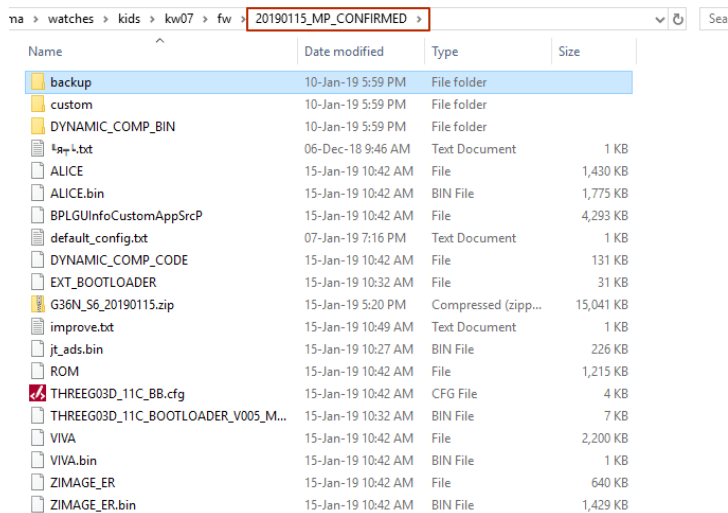 ma > watches > kids > kw07 > fw > 20190115_MP_CONFIRMED > Sea
Name Date modified Type Size
backup 10-Jan-19 5:59 PM File folder
custom 10-Jan-19 5:59 PM File folder
DYNAMIC_COMP_BIN 10-Jan-19 5:59 PM File folder
.txt 06-Dec-18 9:46 AM Text Document 1 KB
ALICE 15-Jan-19 10:42 AM File 1,430 KB
ALICE.bin 15-Jan-19 10:42 AM BIN File 1,775 KB
BPLGUInfoCustomAppSrcP 15-Jan-19 10:42 AM File 4,293 KB
default_config.txt 07-Jan-19 7:16 PM Text Document 1 KB
DYNAMIC_COMP_CODE 15-Jan-19 10:42 AM File 131 KB
EXT_BOOTLOADER 15-Jan-19 10:32 AM File 31 KB
G36N_S6_20190115.zip 15-Jan-19 5:20 PM Compressed (zipp... 15,041 KB
improve.txt 15-Jan-19 10:49 AM Text Document 1 KB
jt_ads.bin 15-Jan-19 10:27 AM BIN File 226 KB
ROM 15-Jan-19 10:42 AM File 1,215 KB
THREEG03D_11C_BB.cfg 15-Jan-19 10:42 AM CFG File 4 KB
THREEG03D_11C_BOOTLOADER_V005_M... 15-Jan-19 10:32 AM BIN File 7 KB
VIVA 15-Jan-19 10:42 AM File 2,200 KB
VIVA.bin 15-Jan-19 10:42 AM BIN File 1 KB
ZIMAGE_ER 15-Jan-19 10:42 AM File 640 KB
ZIMAGE_ER.bin 15-Jan-19 10:42 AM BIN File 1,429 KB